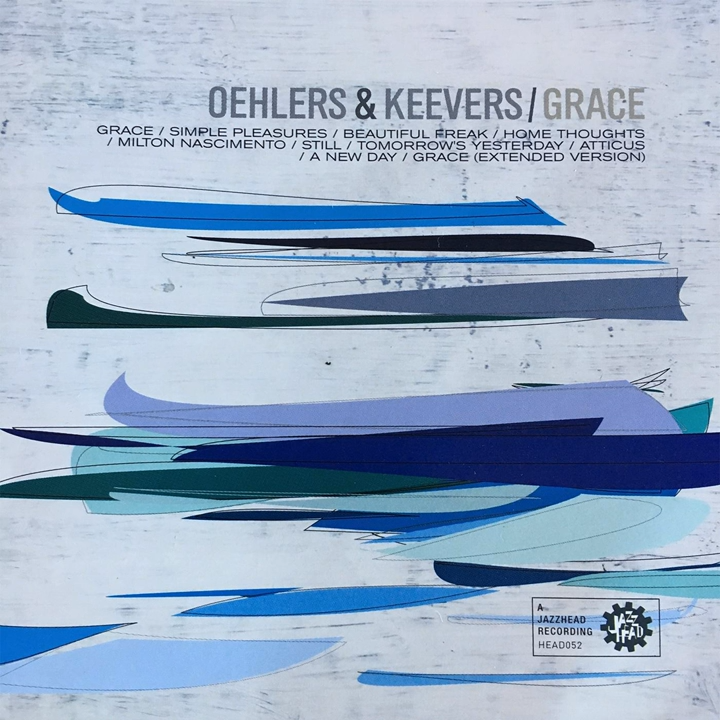 OEHLERS & KEEVERS / GRACE
GRACE / SIMPLE PLEASURES / BEAUTIFUL FREAK / HOME THOUGHTS
/ MILTON NASCIMENTO / STILL / TOMORROW'S YESTERDAY / ATTICUS
/ A NEW DAY / GRACE (EXTENDED VERSION)
A
JAZZHEAD
RECORDING
HEAD052
JAZZ
HEAD